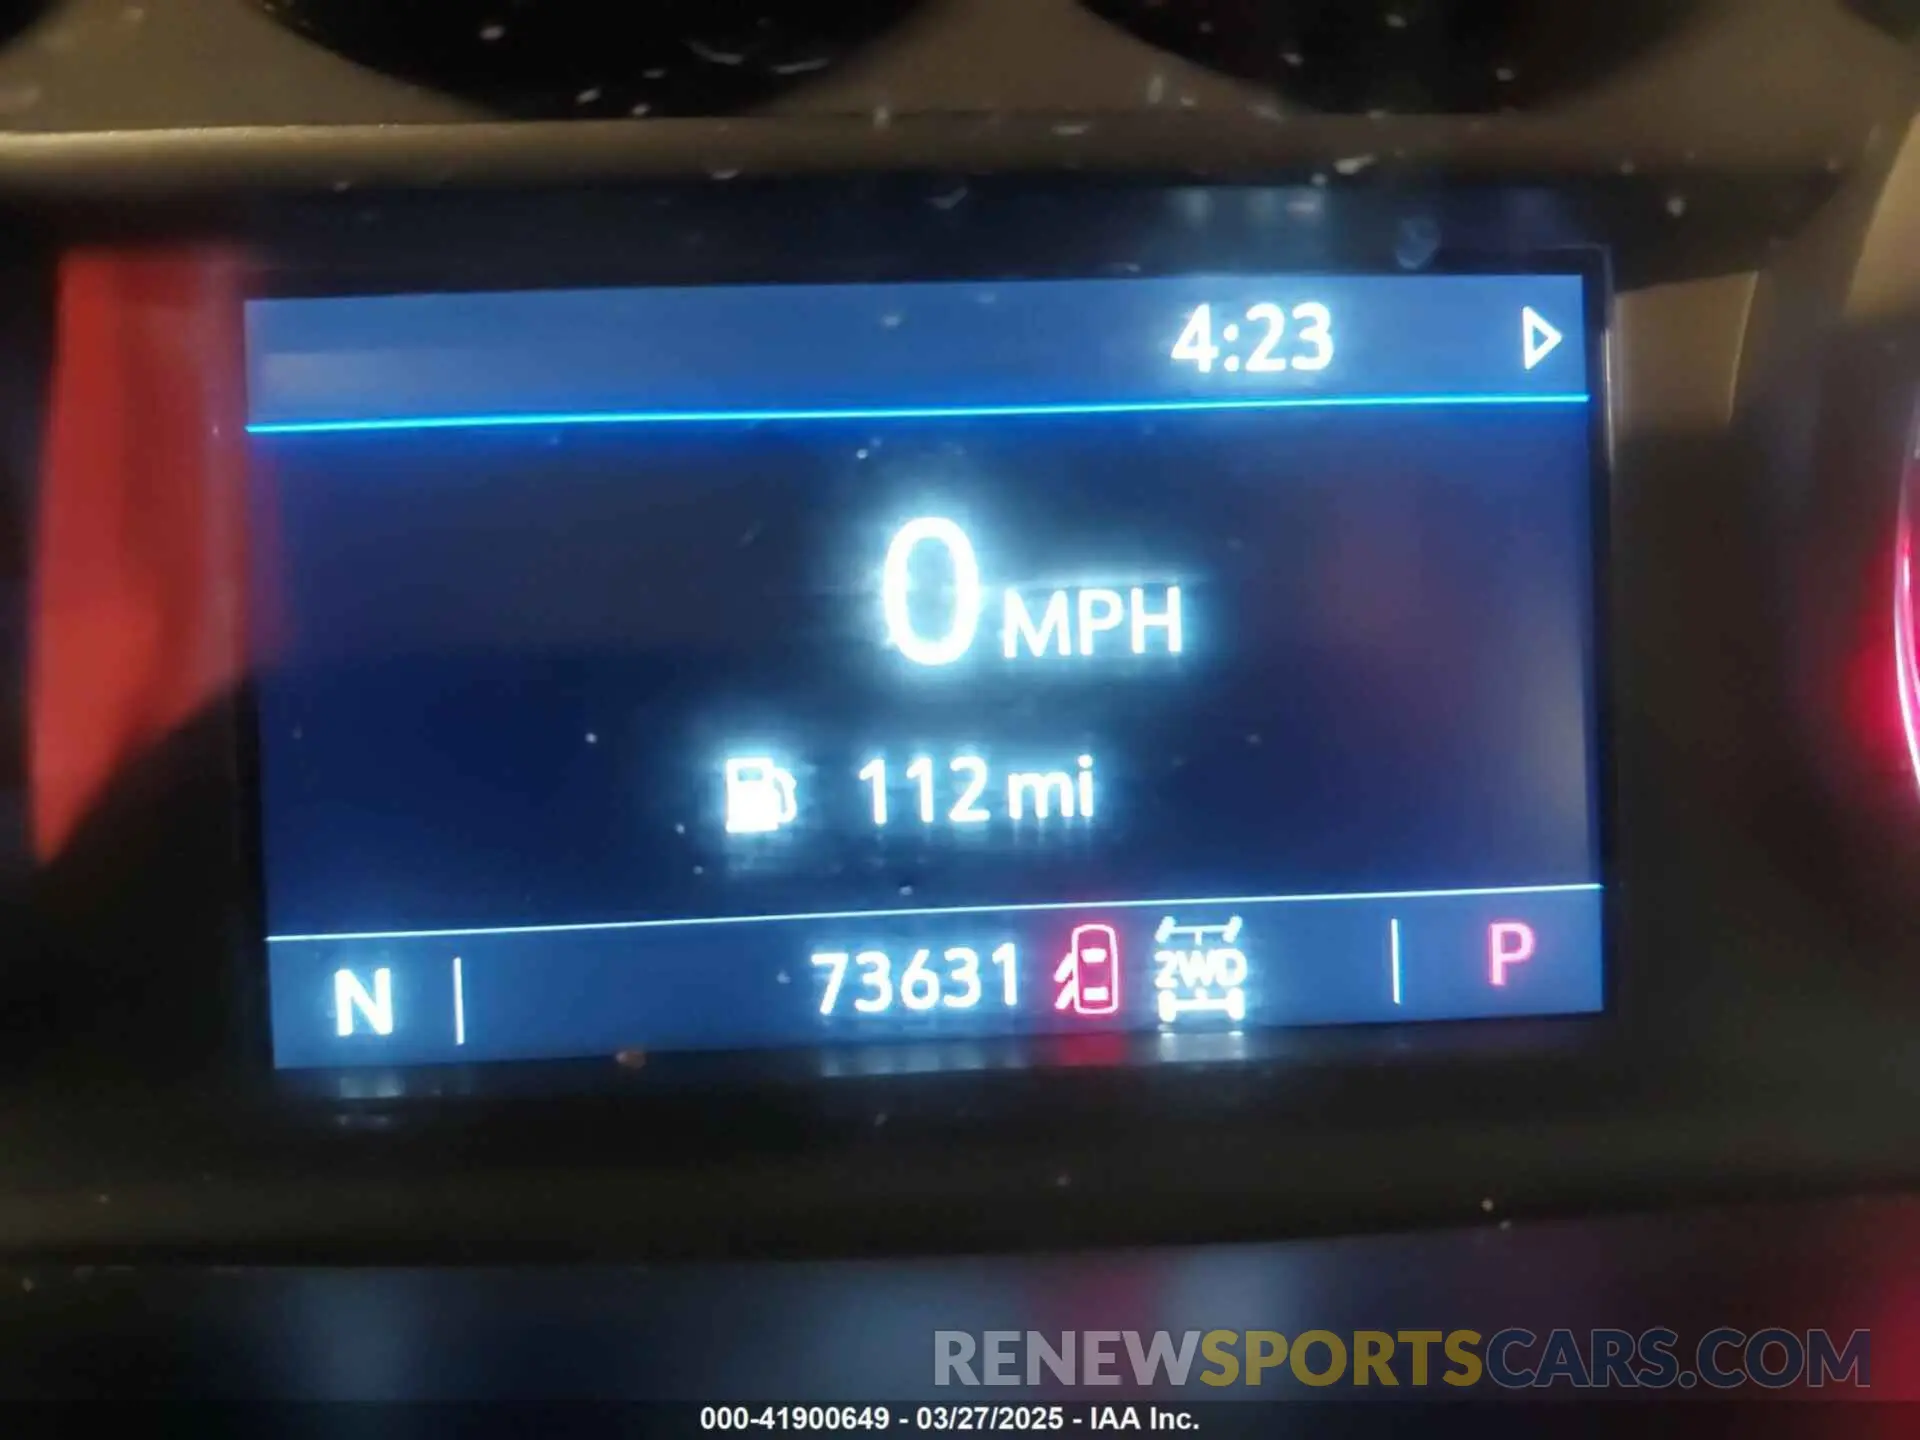 4:23
0 MPH
112 mi
N 73631 2WD P
RENEWSPORTSCARS.COM
000-41900649 - 03/27/2025 - IAA Inc.